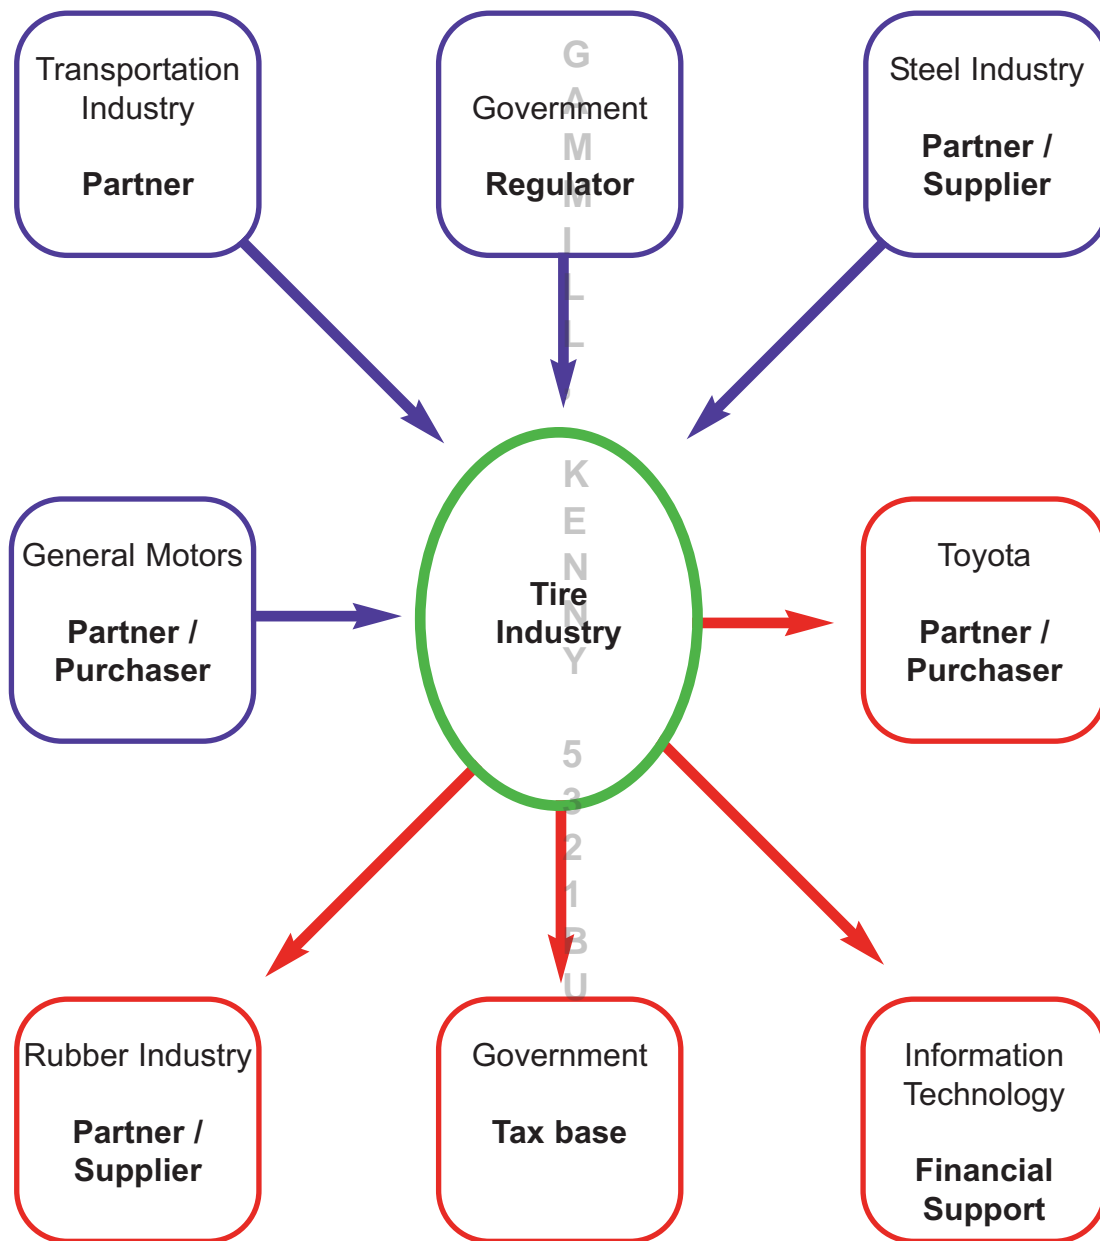 Transportation
Industry
Partner
Government
Regulator
Steel Industry
Partner /
Supplier
General Motors
Partner /
Purchaser
Tire
Industry
Toyota
Partner /
Purchaser
Rubber Industry
Partner /
Supplier
Government
Tax base
Information
Technology
Financial
Support
GAMMILL, KENNY 5321BU